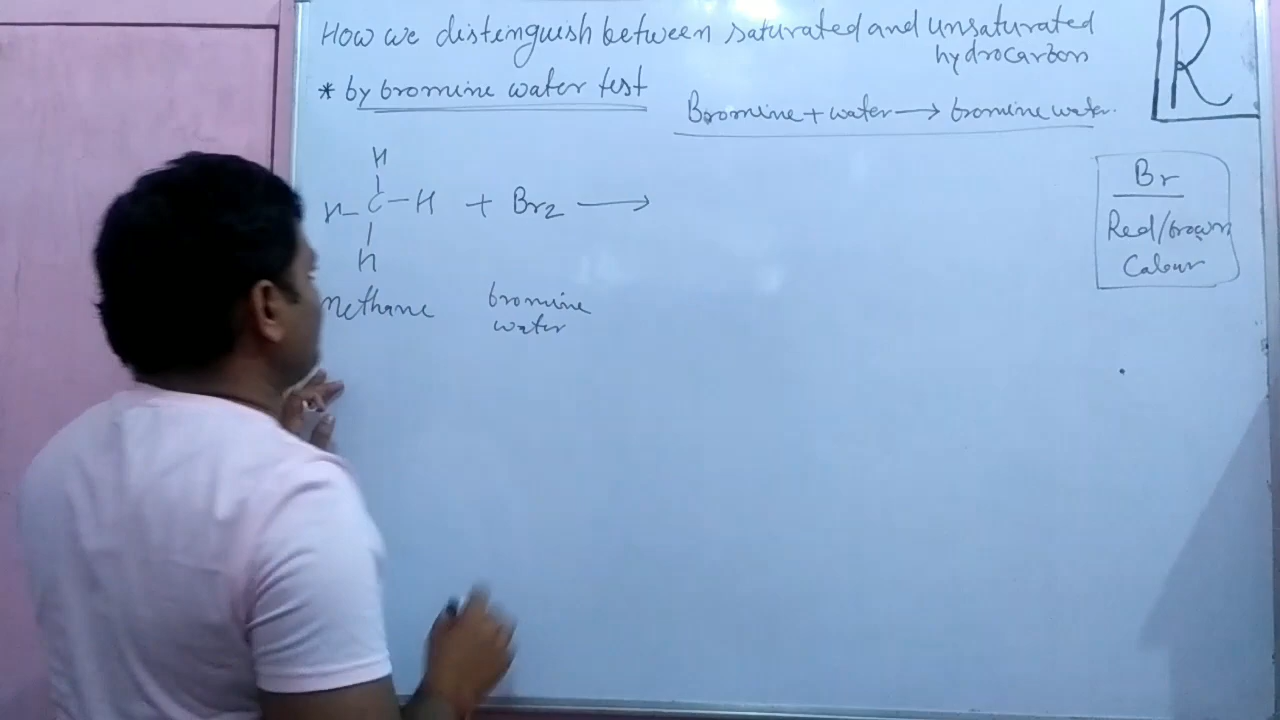 How we distinguish between saturated and unsaturated
hydrocarbon
* by bromine water test
Bromine + water → bromine water.
R
Br
Red/brown
Colour
H
H - C - H + Br2 →
H
Methane bromine
water